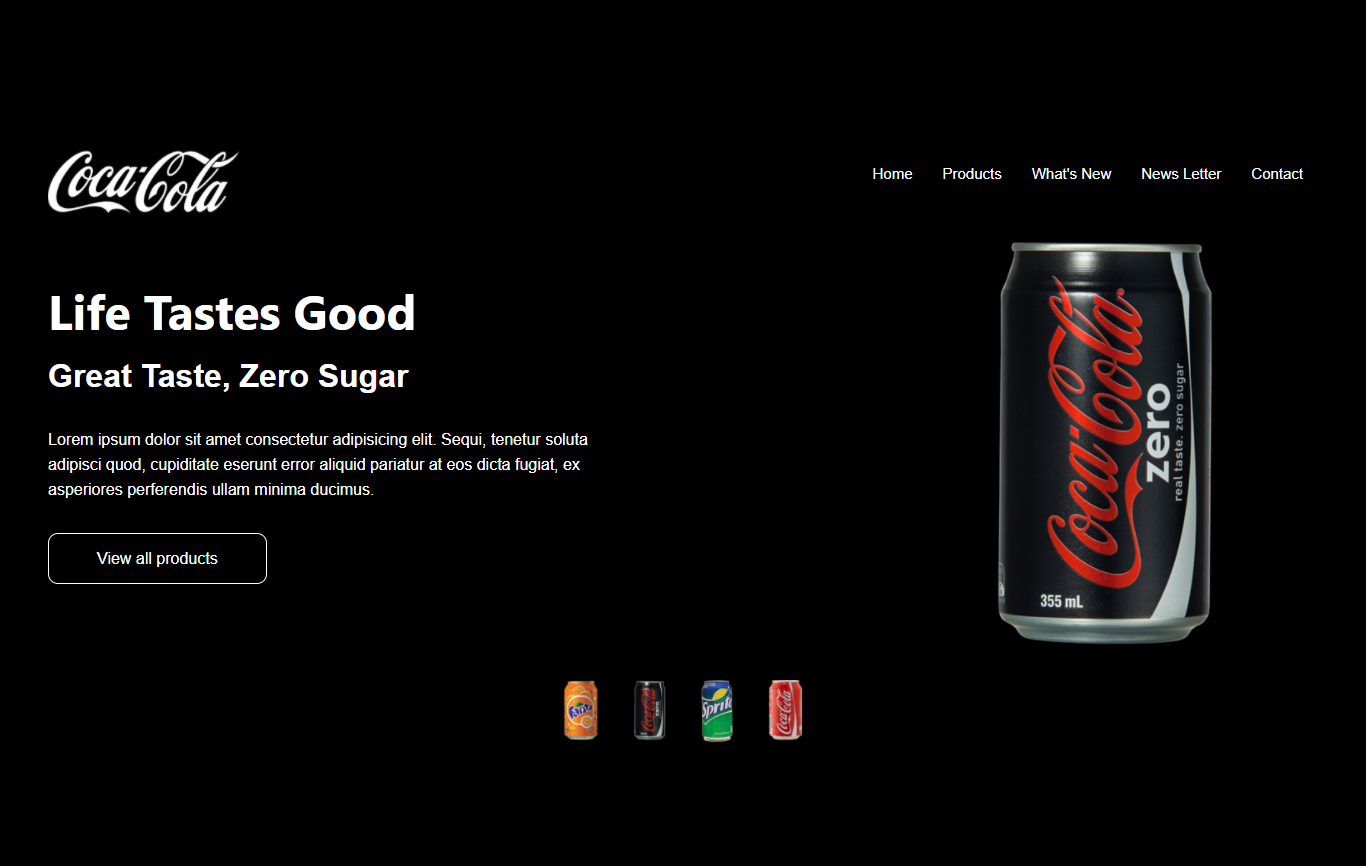 Coca-Cola
Home
Products
What's New
News Letter
Contact
Life Tastes Good
Great Taste, Zero Sugar
Lorem ipsum dolor sit amet consectetur adipisicing elit. Sequi, tenetur soluta
adipisci quod, cupiditate eserunt error aliquid pariatur at eos dicta fugiat, ex
asperiores perferendis ullam minima ducimus.
View all products
Coca-Cola
zero
real taste. zero sugar
355 mL
Fanta
Coca-Cola
zero
Sprite
Coca-Cola